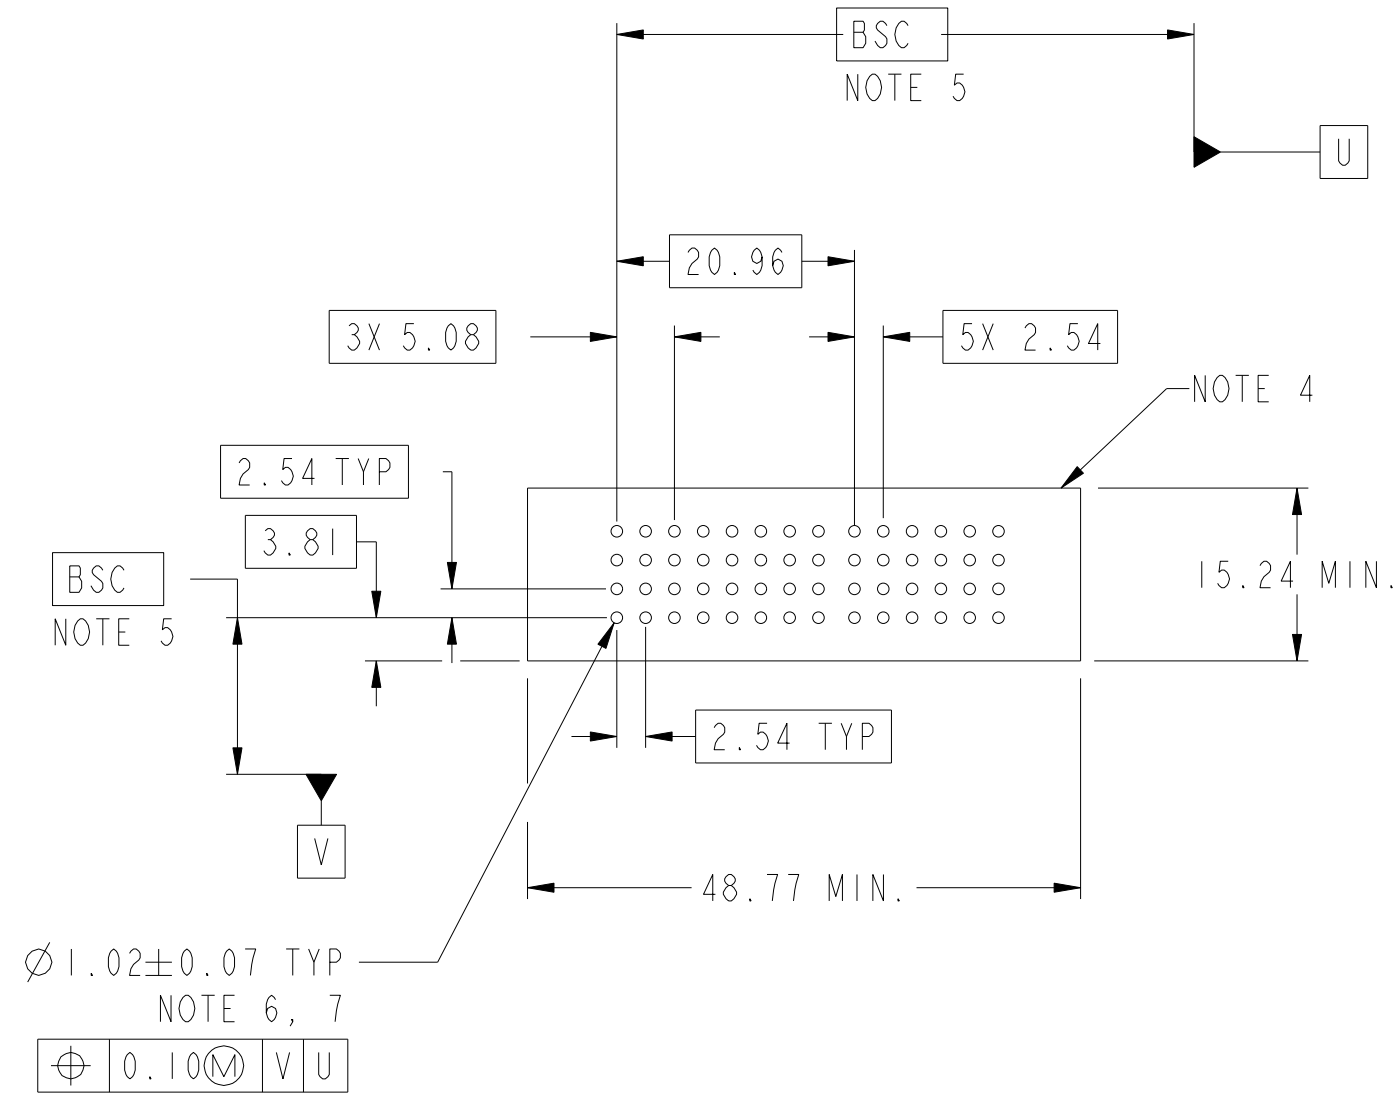 BSC
NOTE 5
U
20.96
3X 5.08
5X 2.54
NOTE 4
2.54 TYP
3.81
BSC
NOTE 5
15.24 MIN.
2.54 TYP
V
48.77 MIN.
Ø1.02±0.07 TYP
NOTE 6, 7
⌖ 0.10Ⓜ V U